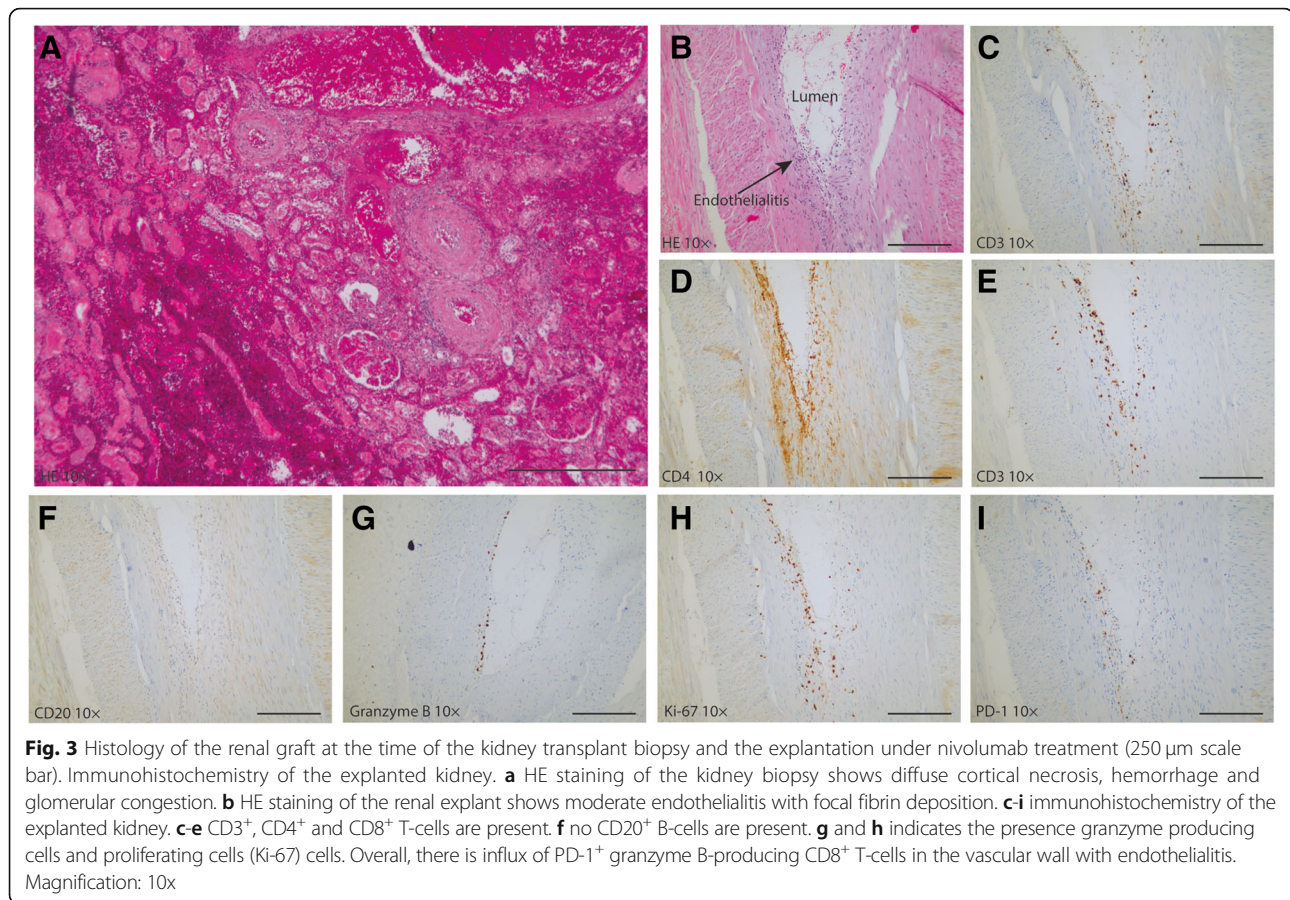 A
B
C
Lumen
Endothelialitis
HE 10×
CD3 10×
D
E
HE 10×
CD4 10×
CD3 10×
F
G
H
I
CD20 10×
Granzyme B 10×
Ki-67 10×
PD-1 10×
Fig. 3 Histology of the renal graft at the time of the kidney transplant biopsy and the explantation under nivolumab treatment (250 μm scale
bar). Immunohistochemistry of the explanted kidney. a HE staining of the kidney biopsy shows diffuse cortical necrosis, hemorrhage and
glomerular congestion. b HE staining of the renal explant shows moderate endothelialitis with focal fibrin deposition. c-i immunohistochemistry of the
explanted kidney. c-e CD3⁺, CD4⁺ and CD8⁺ T-cells are present. f no CD20⁺ B-cells are present. g and h indicates the presence granzyme producing
cells and proliferating cells (Ki-67) cells. Overall, there is influx of PD-1⁺ granzyme B-producing CD8⁺ T-cells in the vascular wall with endothelialitis.
Magnification: 10x